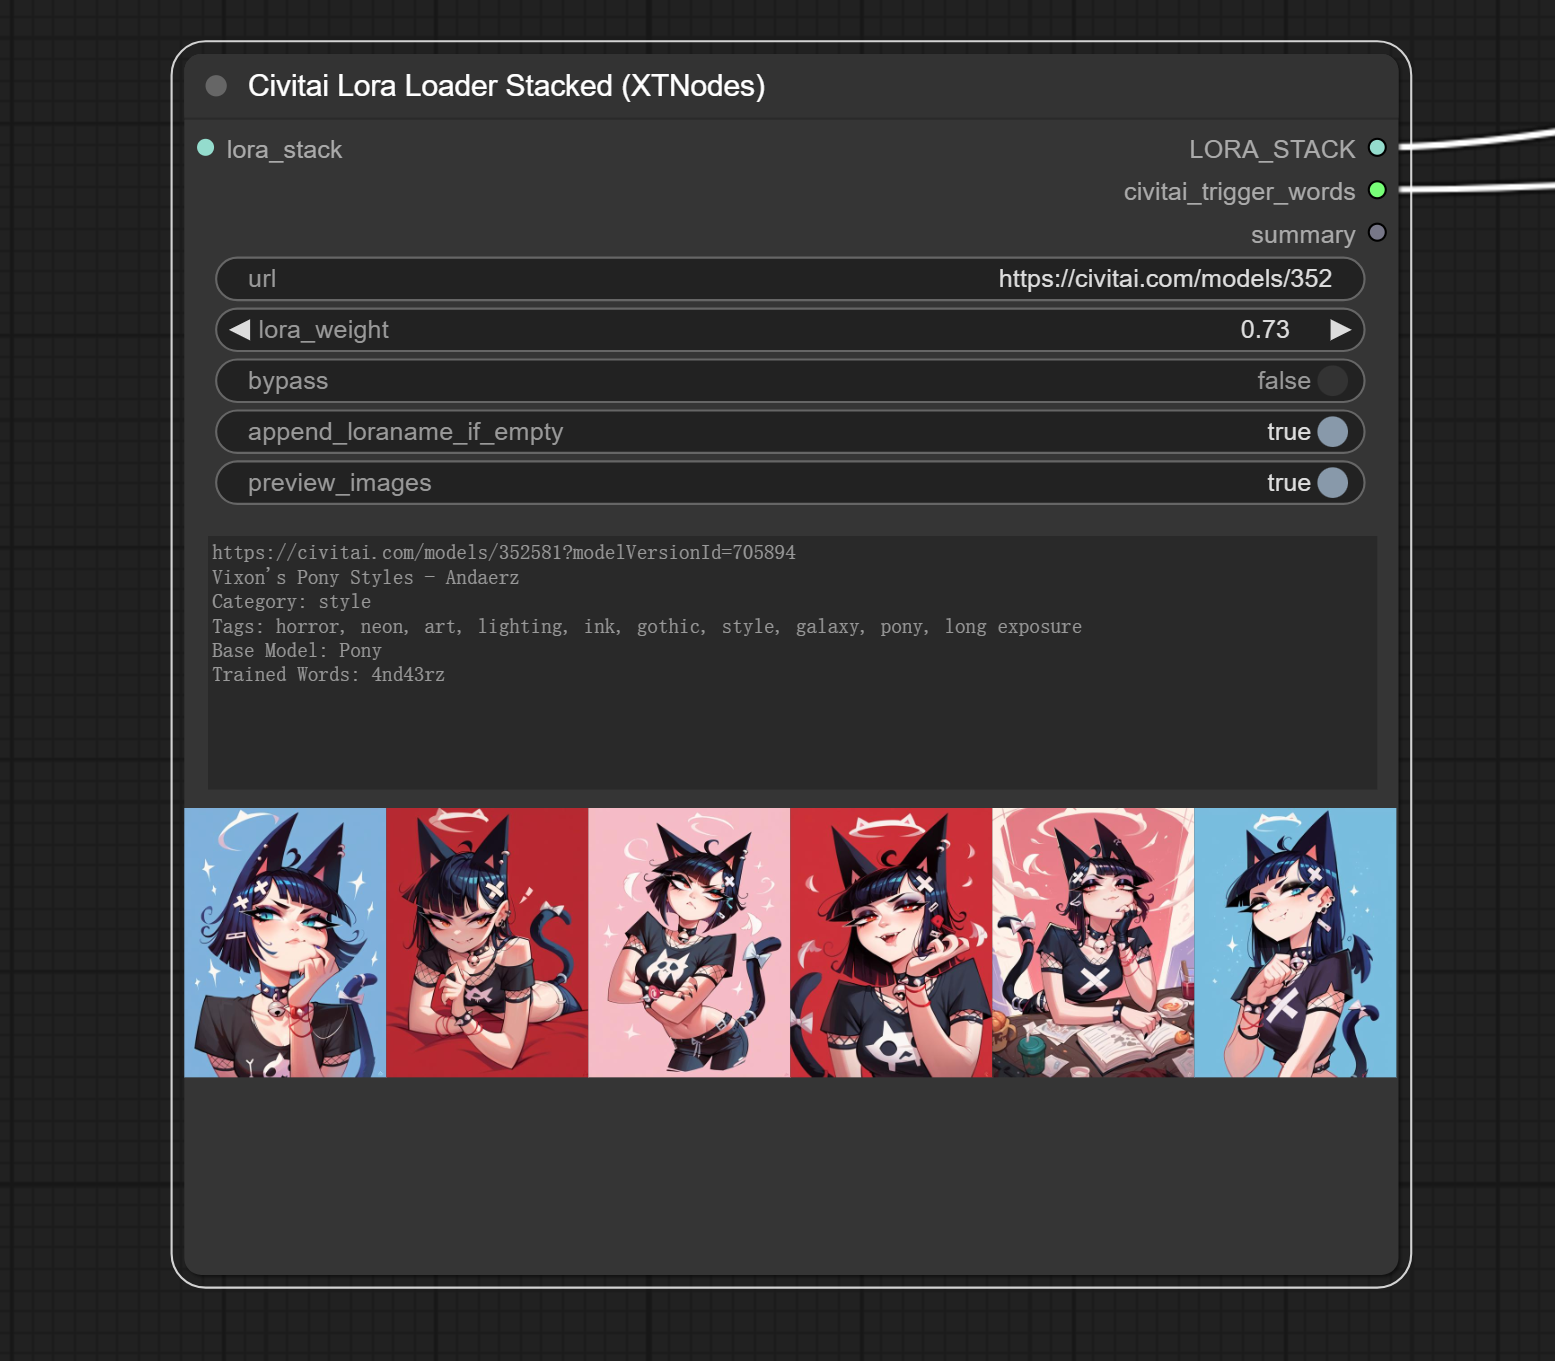 Civitai Lora Loader Stacked (XTNodes)
lora_stack
LORA_STACK
civitai_trigger_words
summary
url https://civitai.com/models/352
lora_weight 0.73
bypass false
append_loraname_if_empty true
preview_images true
https://civitai.com/models/352581?modelVersionId=705894
Vixon's Pony Styles - Andaerz
Category: style
Tags: horror, neon, art, lighting, ink, gothic, style, galaxy, pony, long exposure
Base Model: Pony
Trained Words: 4nd43rz